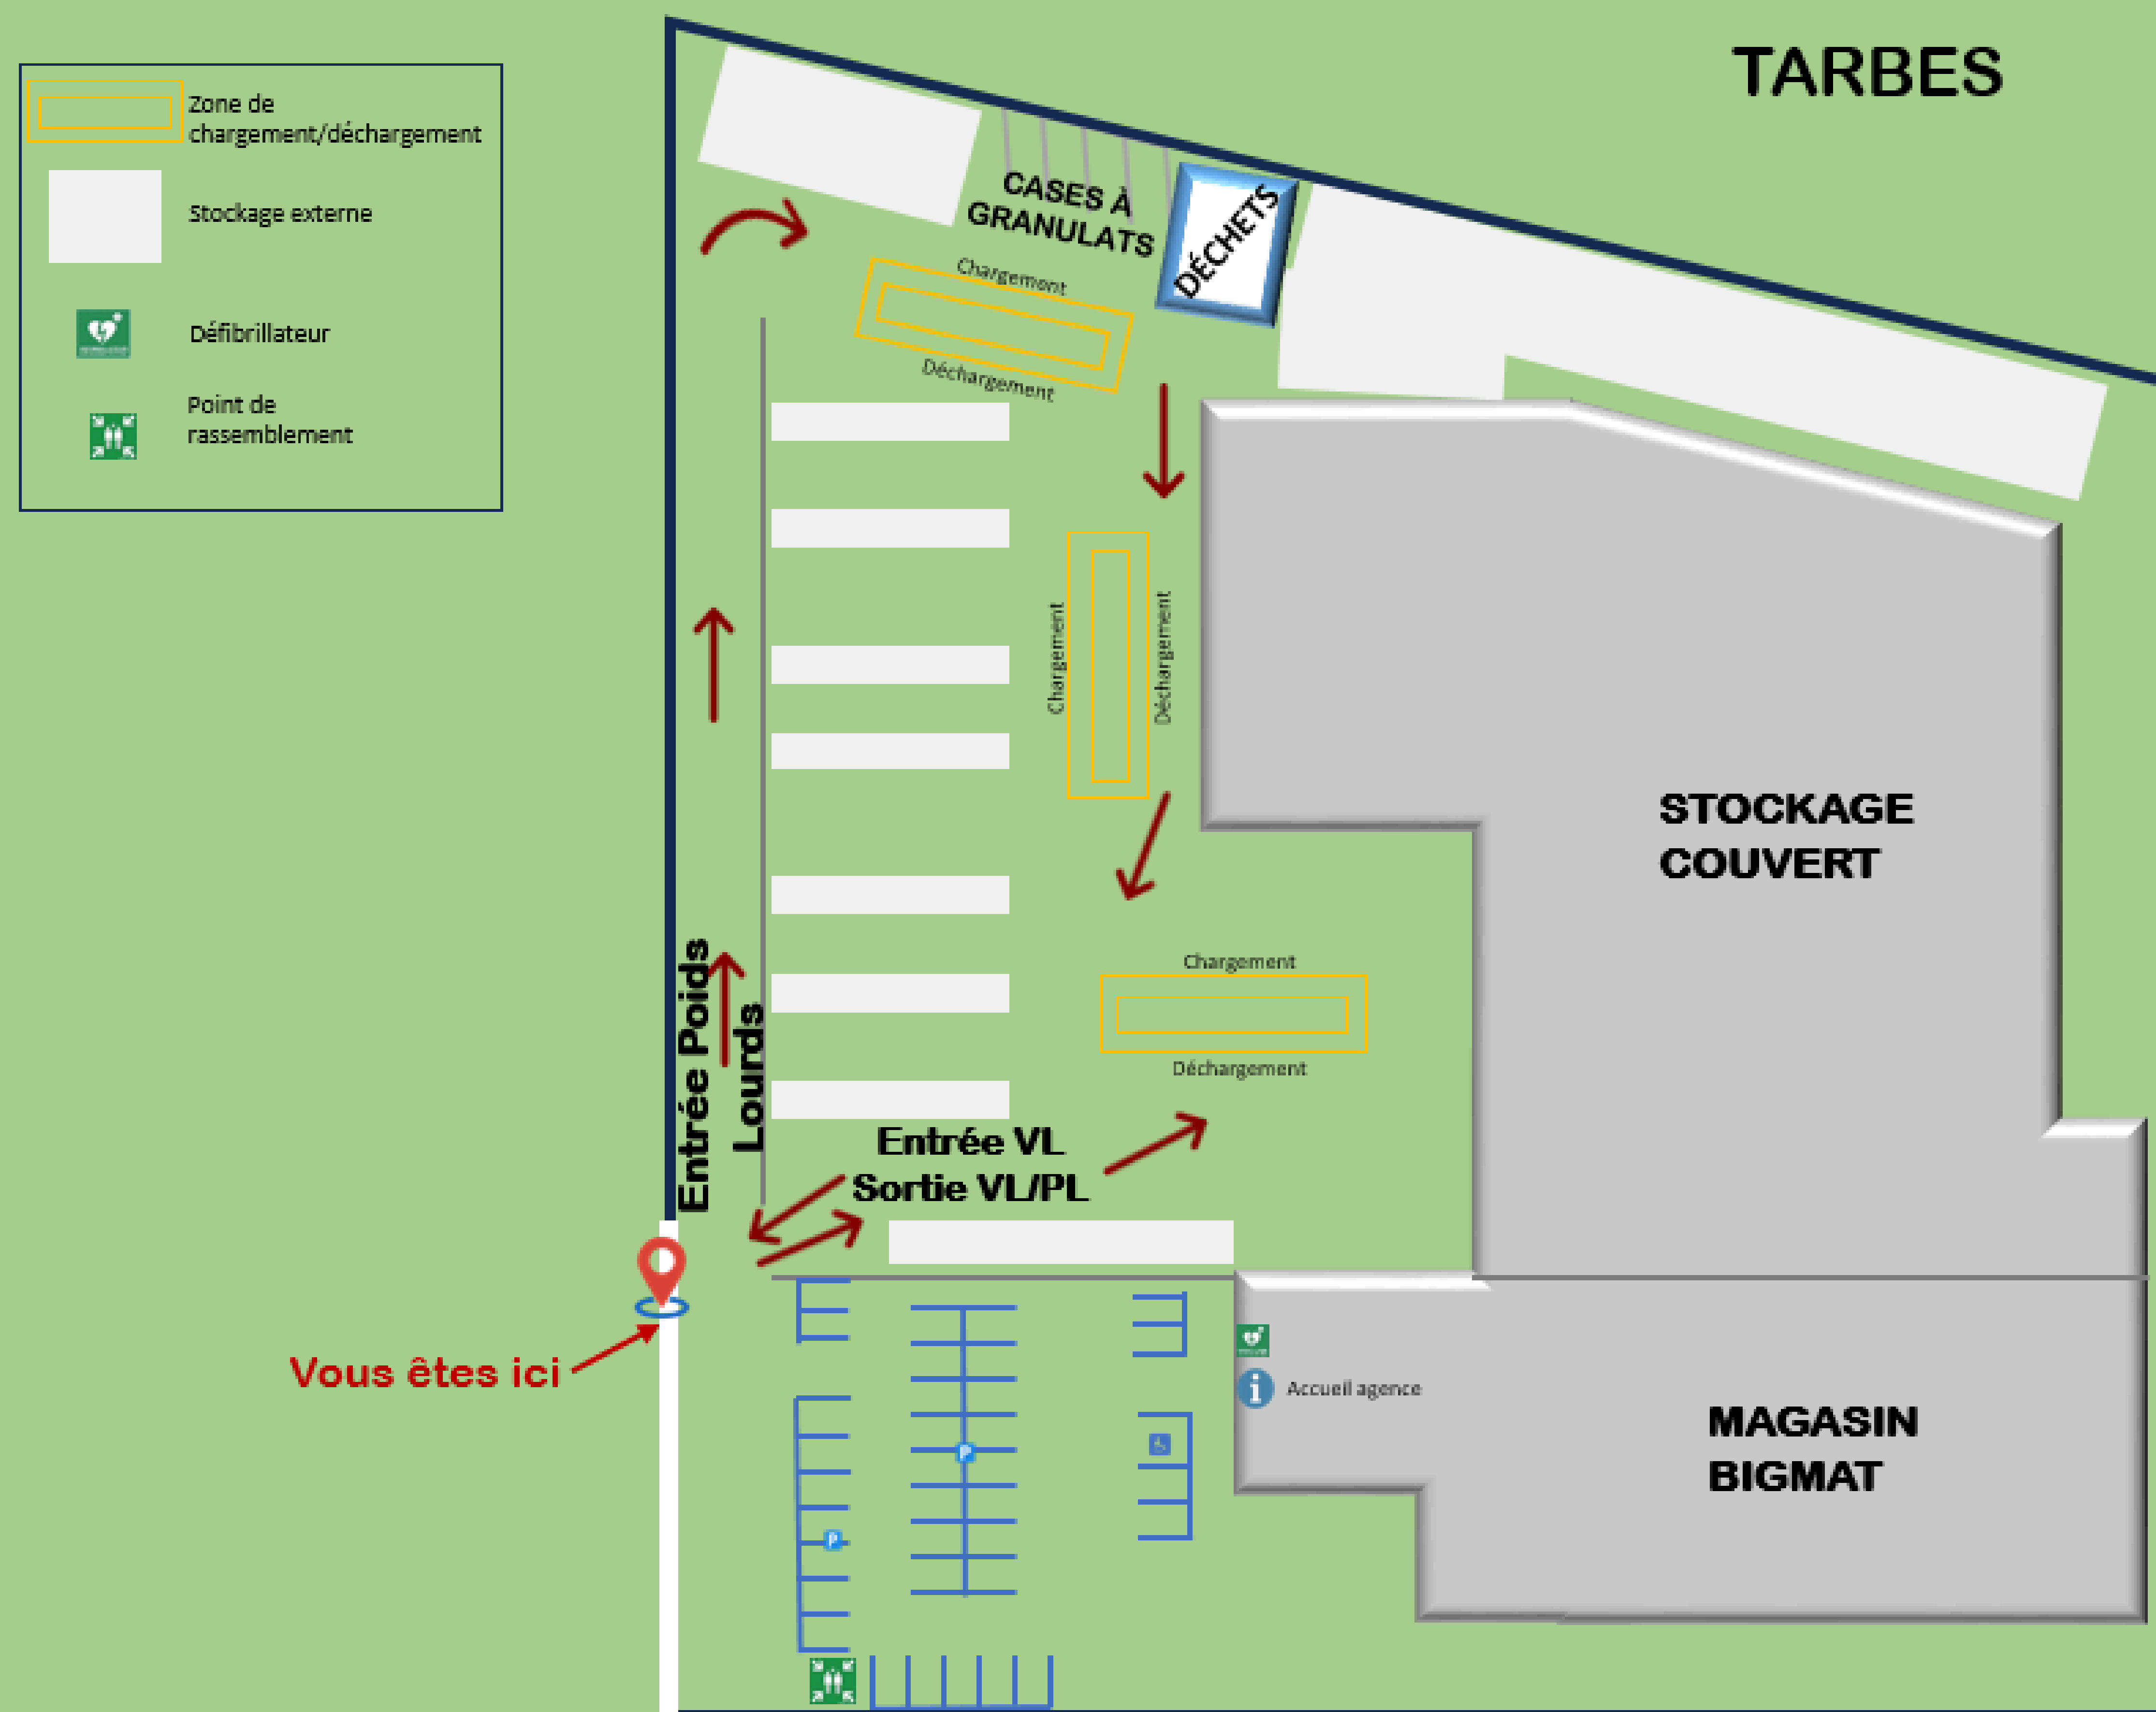 TARBES
Zone de
chargement/déchargement
Stockage externe
Défibrillateur
Point de
rassemblement
CASES À
GRANULATS
DÉCHETS
Chargement
Déchargement
Chargement
Déchargement
STOCKAGE
COUVERT
Chargement
Déchargement
Entrée Poids
Lourds
Entrée VL
Sortie VL/PL
Vous êtes ici
i
Accueil agence
MAGASIN
BIGMAT
P
P